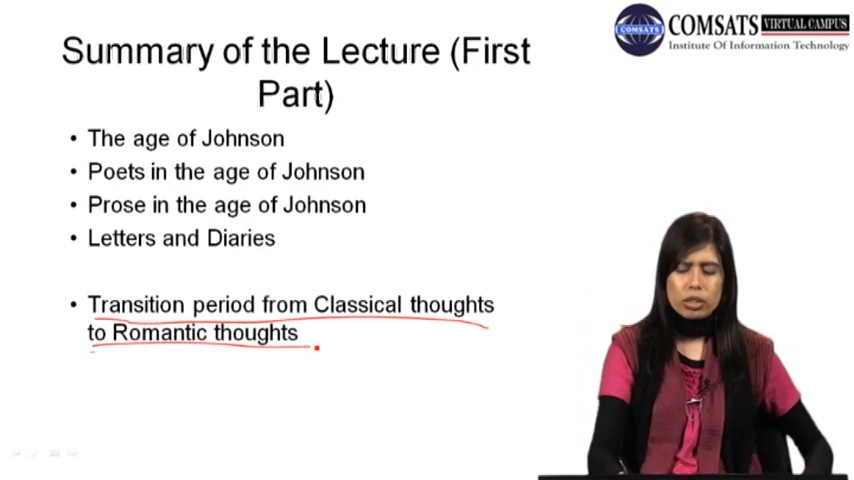 Summary of the Lecture (First
Part)
• The age of Johnson
• Poets in the age of Johnson
• Prose in the age of Johnson
• Letters and Diaries
• Transition period from Classical thoughts
to Romantic thoughts
COMSATS
COMSATS VIRTUAL CAMPUS
Institute Of Information Technology